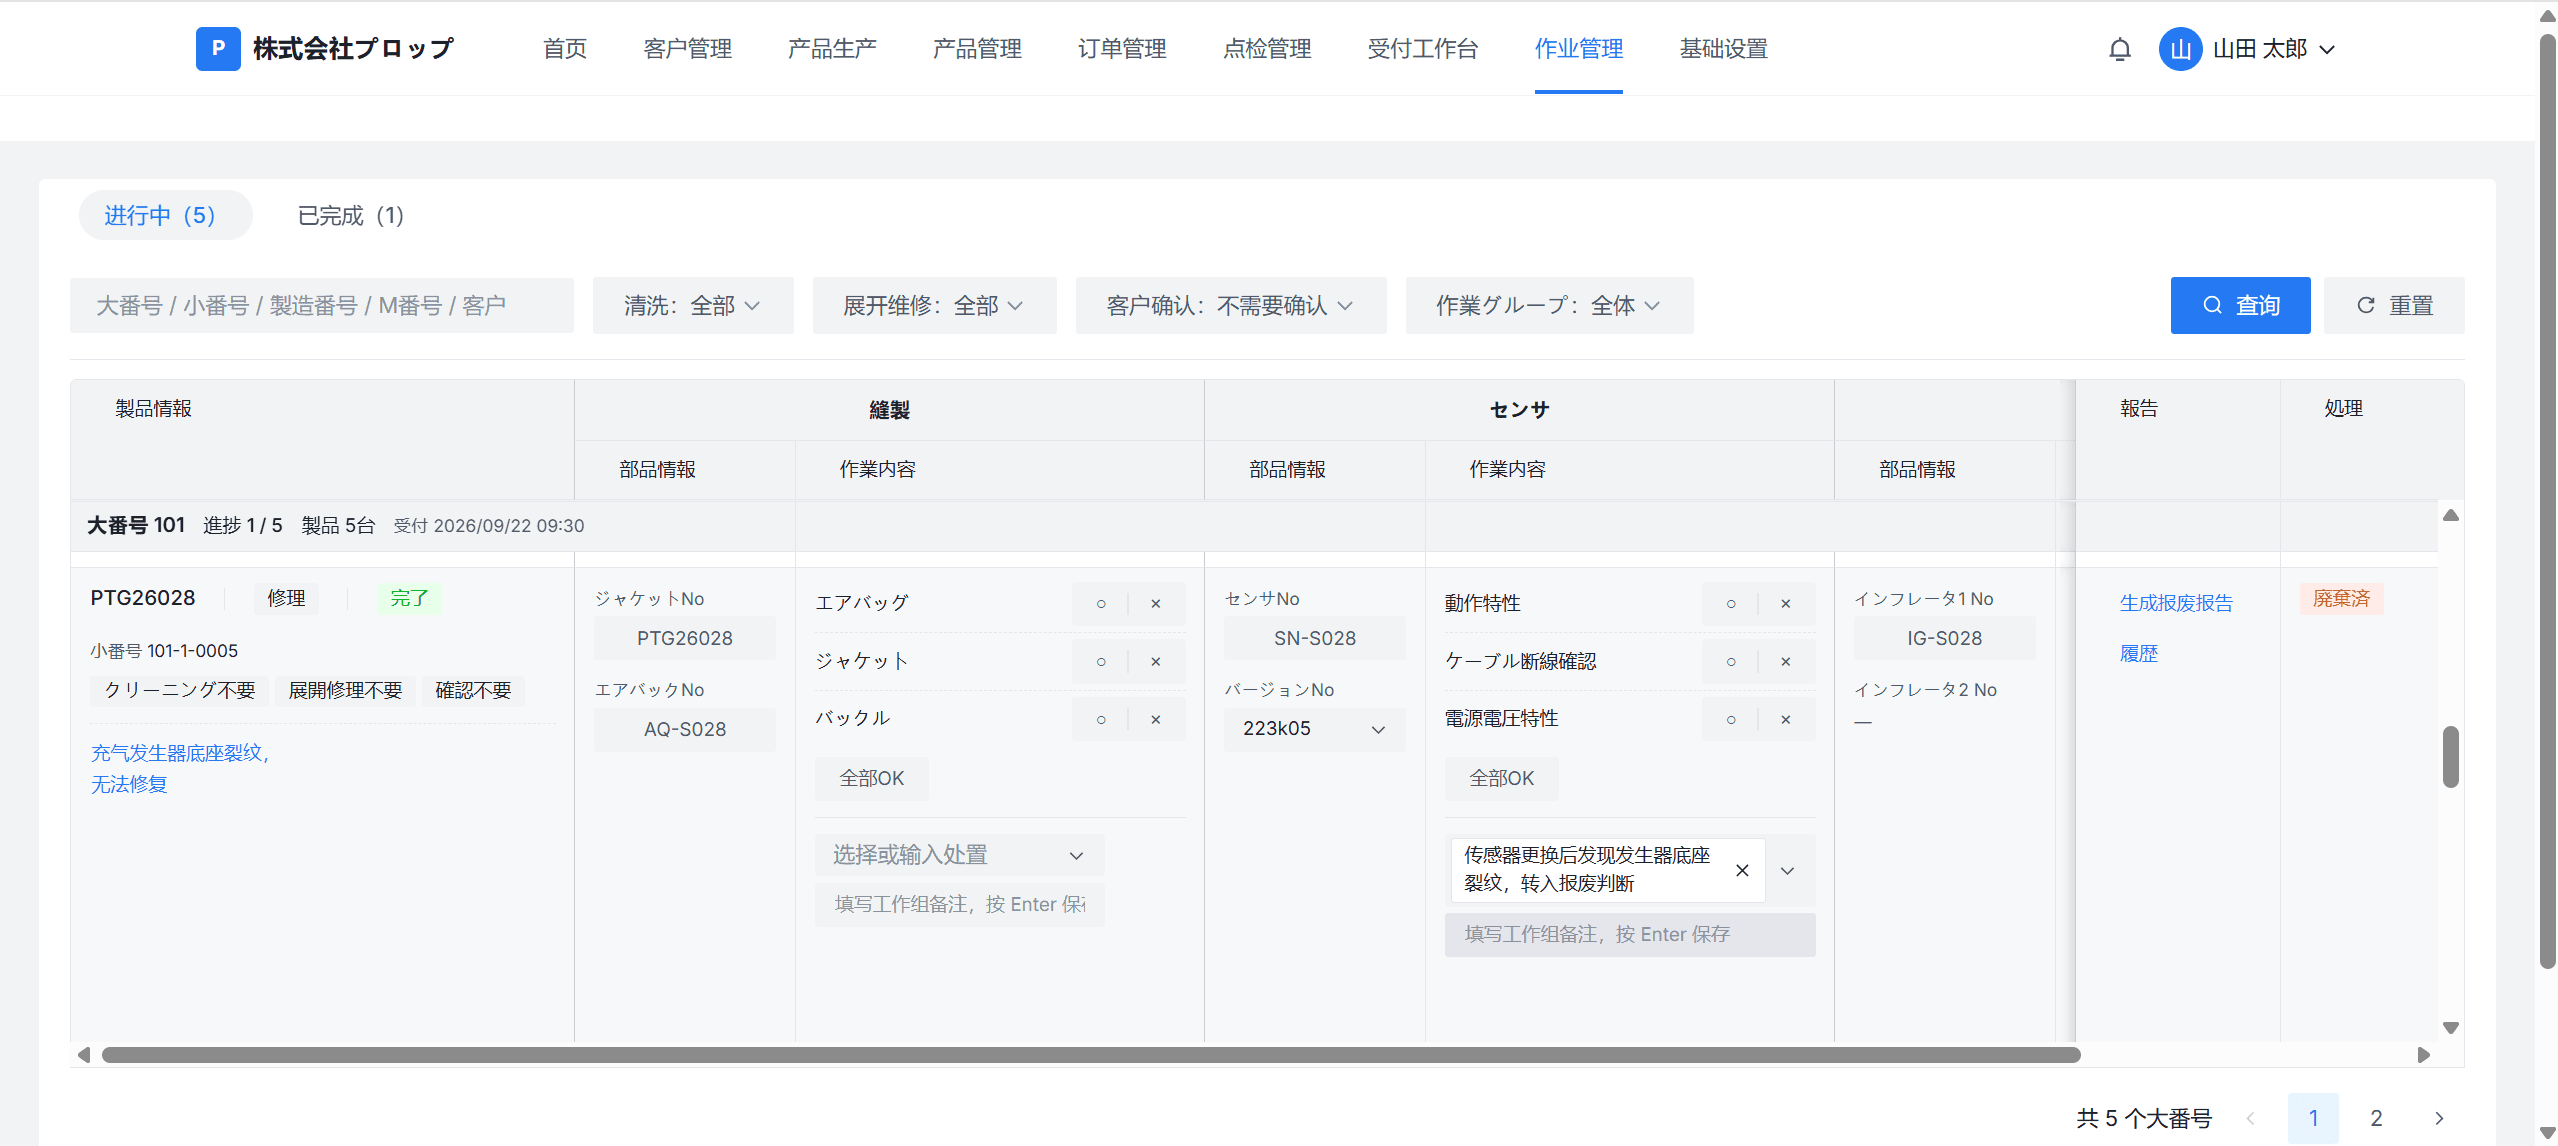 P 株式会社プロップ 首页 客户管理 产品生产 产品管理 订单管理 点检管理 受付工作台 作业管理 基础设置 山 山田 太郎
进行中（5） 已完成（1）
大番号 / 小番号 / 製造番号 / M番号 / 客户 清洗：全部 展开维修：全部 客户确认：不需要确认 作業グループ：全体 查询 重置
製品情報 縫製 センサ 報告 処理
部品情報 作業内容 部品情報 作業内容 部品情報
大番号 101 進捗 1 / 5 製品 5台 受付 2026/09/22 09:30
PTG26028 修理 完了
小番号 101-1-0005
クリーニング不要 展開修理不要 確認不要
充气发生器底座裂纹，
无法修复
ジャケットNo
PTG26028
エアバックNo
AQ-S028
エアバッグ ○ ×
ジャケット ○ ×
バックル ○ ×
全部OK
选择或输入处置
填写工作组备注，按 Enter 保存
センサNo
SN-S028
バージョンNo
223k05
動作特性 ○ ×
ケーブル断線確認 ○ ×
電源電圧特性 ○ ×
全部OK
传感器更换后发现发生器底座
裂纹，转入报废判断
填写工作组备注，按 Enter 保存
インフレータ1 No
IG-S028
インフレータ2 No
—
生成报废报告
履歴
廃棄済
共 5 个大番号 1 2